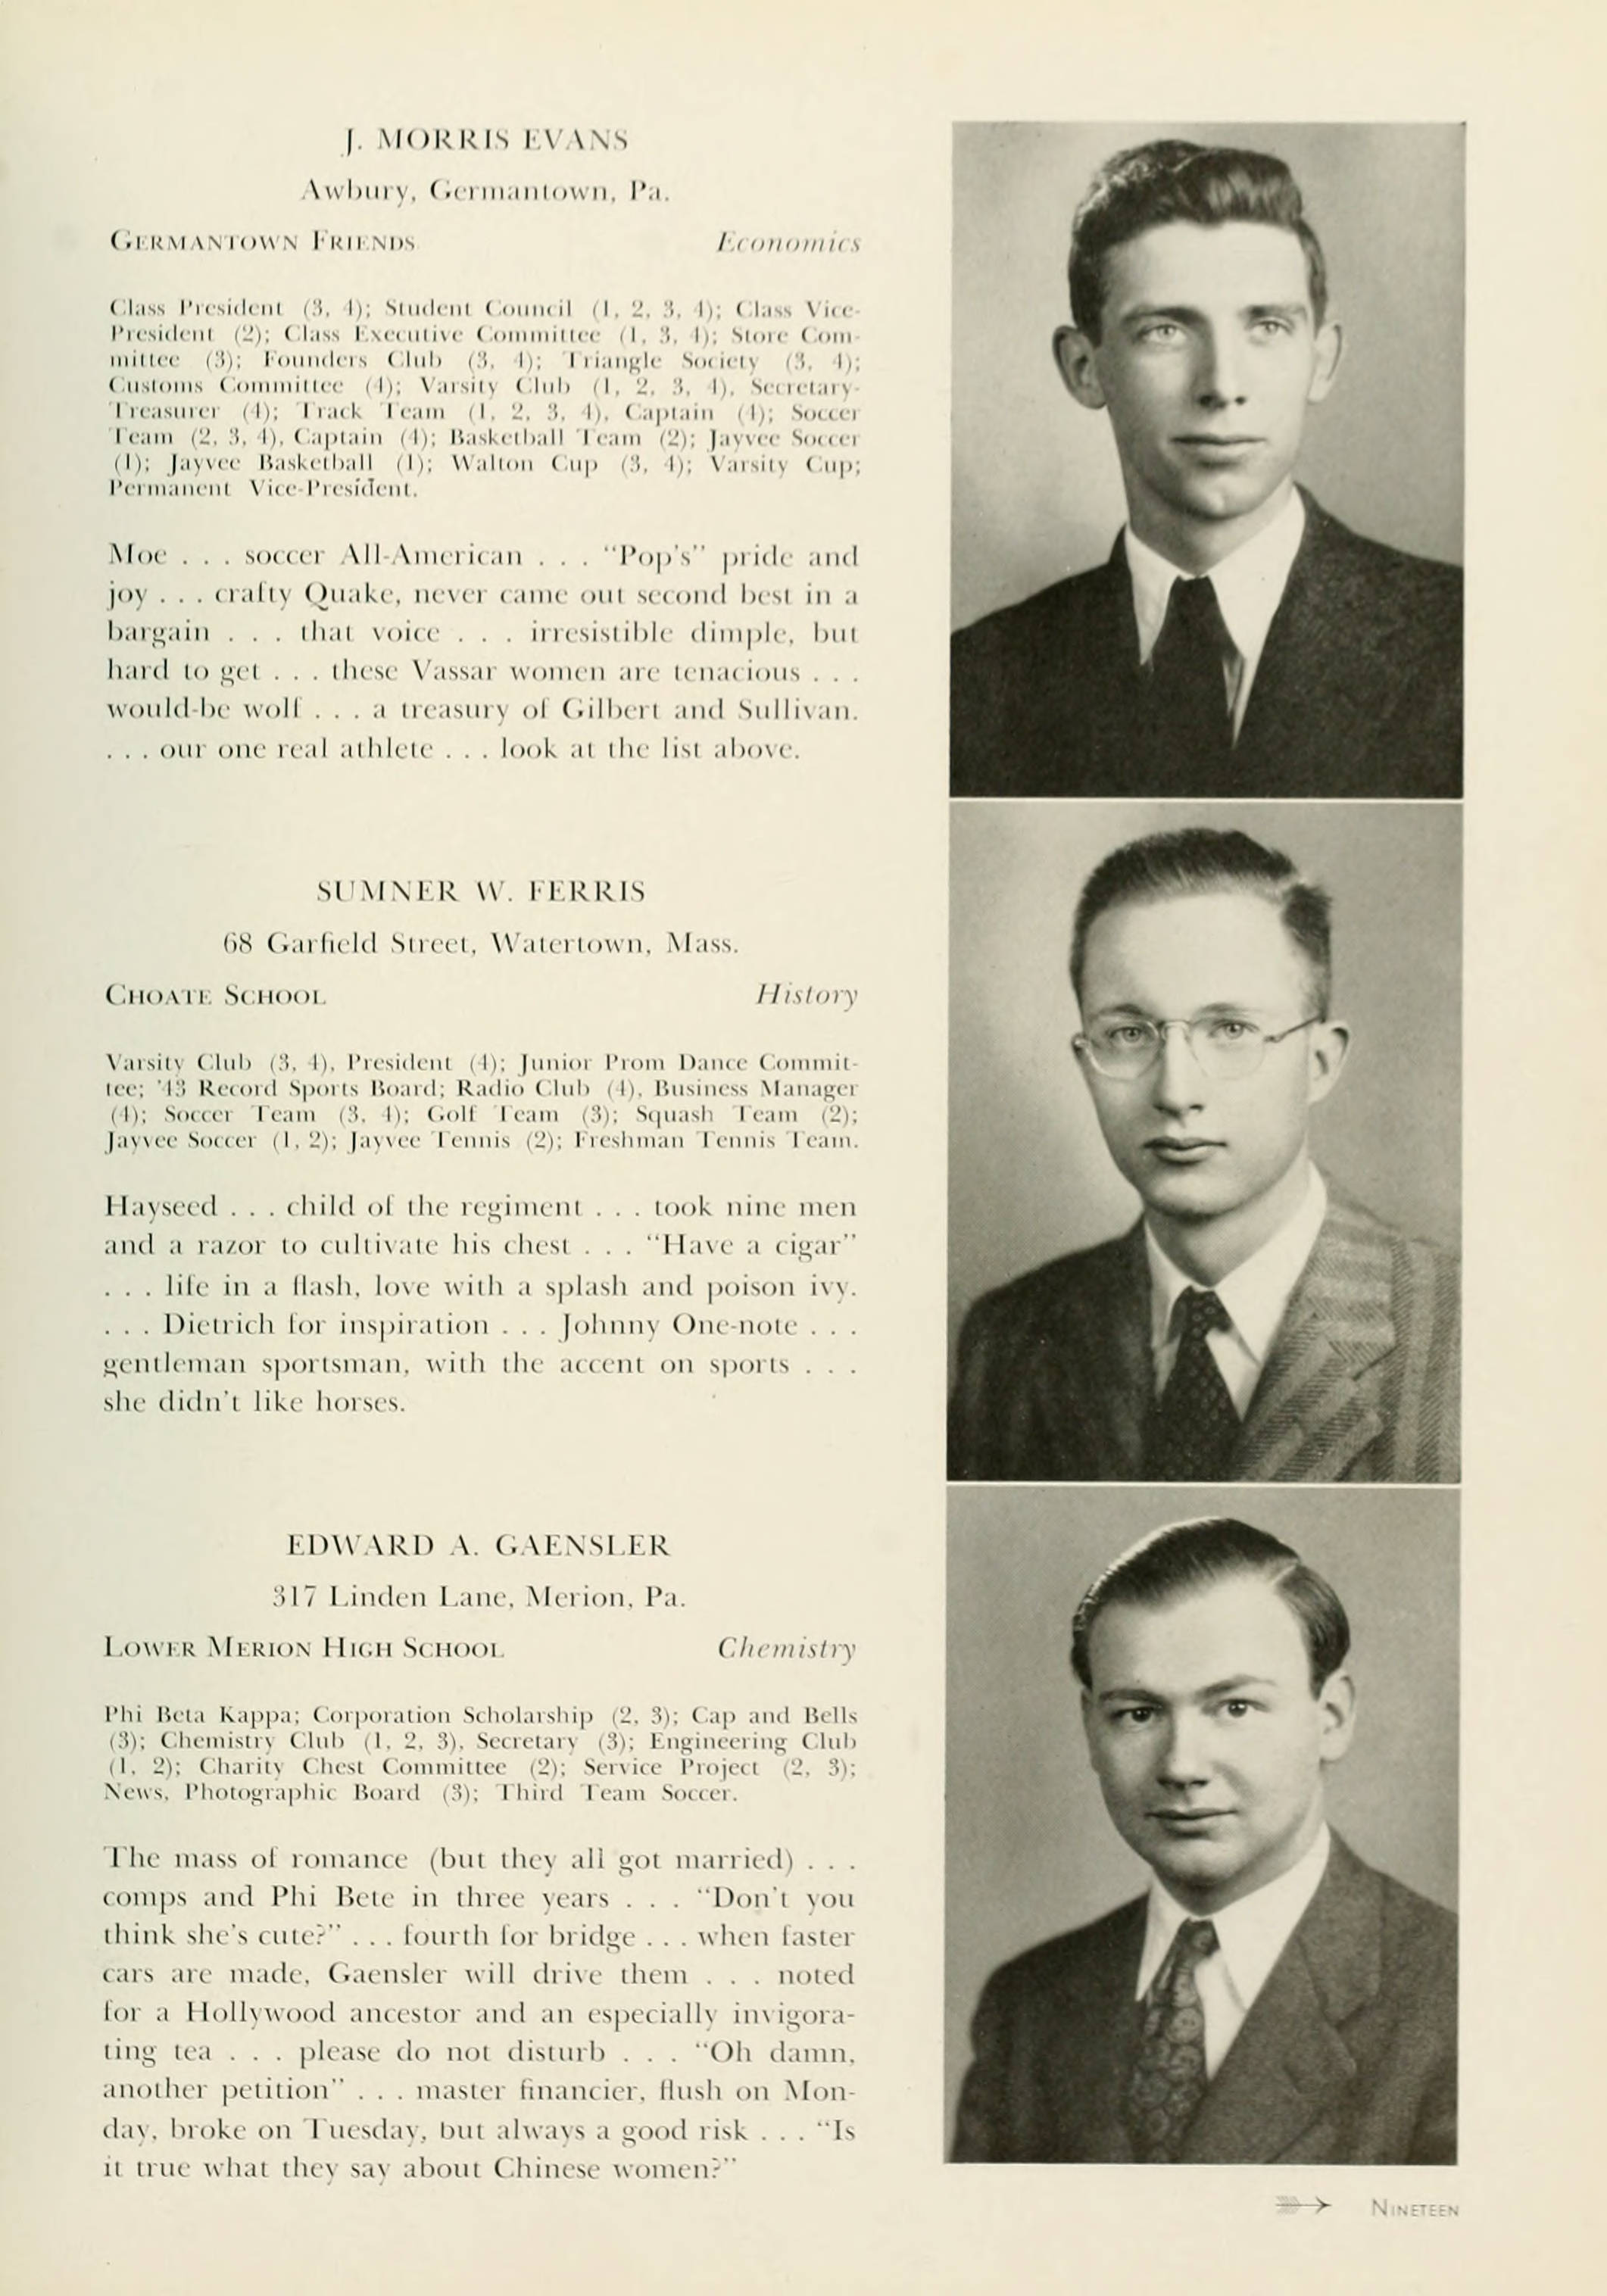 J. MORRIS EVANS
Awbury, Germantown, Pa.
GERMANTOWN FRIENDS Economics
Class President (3, 4); Student Council (1, 2, 3, 4); Class Vice-
President (2); Class Executive Committee (1, 3, 4); Store Com-
mittee (3); Founders Club (3, 4); Triangle Society (3, 4);
Customs Committee (4); Varsity Club (1, 2, 3, 4), Secretary-
Treasurer (4); Track Team (1, 2, 3, 4), Captain (4); Soccer
Team (2, 3, 4), Captain (4); Basketball Team (2); Jayvee Soccer
(1); Jayvee Basketball (1); Walton Cup (3, 4); Varsity Cup;
Permanent Vice-President.
Moe . . . soccer All-American . . . "Pop's" pride and
joy . . . crafty Quake, never came out second best in a
bargain . . . that voice . . . irresistible dimple, but
hard to get . . . these Vassar women are tenacious . . .
would-be wolf . . . a treasury of Gilbert and Sullivan.
. . . our one real athlete . . . look at the list above.
SUMNER W. FERRIS
68 Garfield Street, Watertown, Mass.
CHOATE SCHOOL History
Varsity Club (3, 4), President (4); Junior Prom Dance Commit-
tee; '43 Record Sports Board; Radio Club (4), Business Manager
(4); Soccer Team (3, 4); Golf Team (3); Squash Team (2);
Jayvee Soccer (1, 2); Jayvee Tennis (2); Freshman Tennis Team.
Hayseed . . . child of the regiment . . . took nine men
and a razor to cultivate his chest . . . "Have a cigar"
. . . life in a flash, love with a splash and poison ivy.
. . . Dietrich for inspiration . . . Johnny One-note . . .
gentleman sportsman, with the accent on sports . . .
she didn't like horses.
EDWARD A. GAENSLER
317 Linden Lane, Merion, Pa.
LOWER MERION HIGH SCHOOL Chemistry
Phi Beta Kappa; Corporation Scholarship (2, 3); Cap and Bells
(3); Chemistry Club (1, 2, 3), Secretary (3); Engineering Club
(1, 2); Charity Chest Committee (2); Service Project (2, 3);
News, Photographic Board (3); Third Team Soccer.
The mass of romance (but they all got married) . . .
comps and Phi Bete in three years . . . "Don't you
think she's cute?" . . . fourth for bridge . . . when faster
cars are made, Gaensler will drive them . . . noted
for a Hollywood ancestor and an especially invigora-
ting tea . . . please do not disturb . . . "Oh damn,
another petition" . . . master financier, flush on Mon-
day, broke on Tuesday, but always a good risk . . . "Is
it true what they say about Chinese women?"
NINETEEN